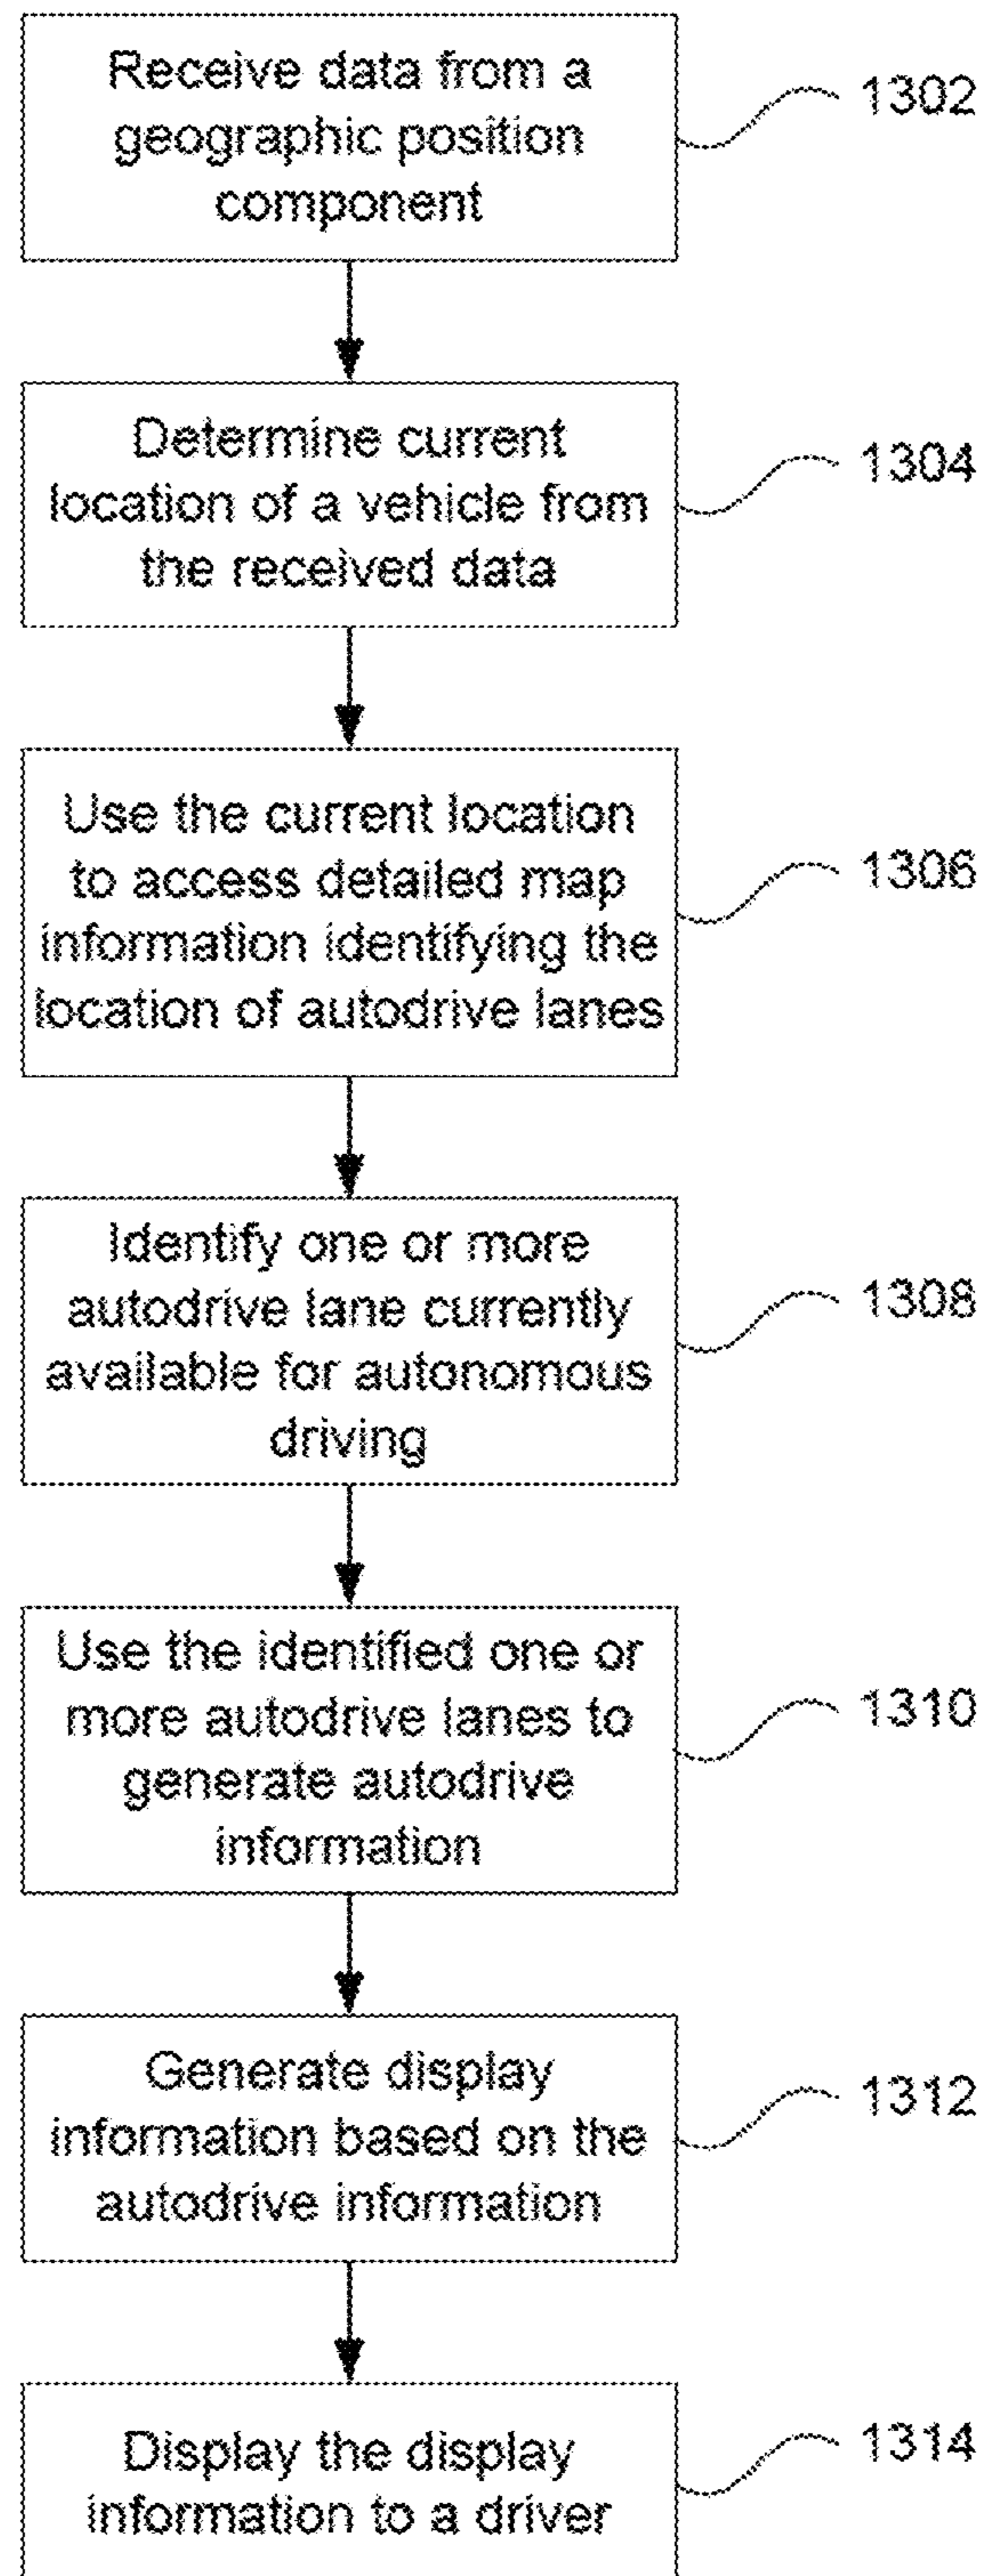 Receive data from a
geographic position
component
1302
Determine current
location of a vehicle from
the received data
1304
Use the current location
to access detailed map
information identifying the
location of autodrive lanes
1306
Identify one or more
autodrive lane currently
available for autonomous
driving
1308
Use the identified one or
more autodrive lanes to
generate autodrive
information
1310
Generate display
information based on the
autodrive information
1312
Display the display
information to a driver
1314